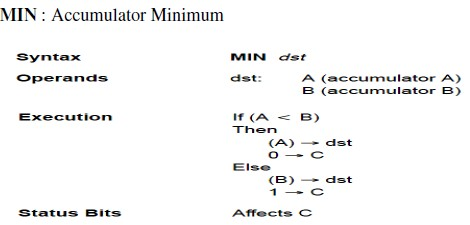 MIN : Accumulator Minimum
Syntax MIN dst
Operands dst: A (accumulator A)
B (accumulator B)
Execution If (A < B)
Then
(A) → dst
0 → C
Else
(B) → dst
1 → C
Status Bits Affects C